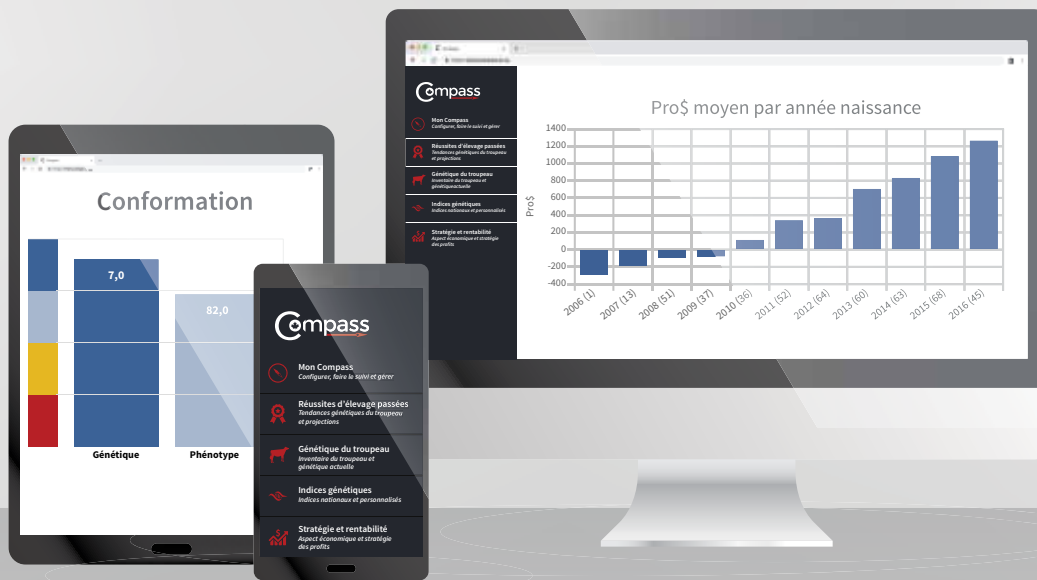 Conformation
7,0
82,0
Génétique
Phénotype
Compass
Mon Compass
Configurer, faire le suivi et gérer
Réussites d'élevage passées
Tendances génétiques du troupeau
et projections
Génétique du troupeau
Inventaire du troupeau et
génétique actuelle
Indices génétiques
Indices nationaux et personnalisés
Stratégie et rentabilité
Aspect économique et stratégie
des profits
Compass
Mon Compass
Configurer, faire le suivi et gérer
Réussites d'élevage passées
Tendances génétiques du troupeau
et projections
Génétique du troupeau
Inventaire du troupeau et
génétiqueactuelle
Indices génétiques
Indices nationaux et personnalisés
Stratégie et rentabilité
Aspect économique et stratégie
des profits
Pro$ moyen par année naissance
Pro$
1400
1200
1000
800
600
400
200
0
-200
-400
2006 (1)
2007 (13)
2008 (51)
2009 (37)
2010 (36)
2011 (52)
2012 (64)
2013 (60)
2014 (63)
2015 (68)
2016 (45)